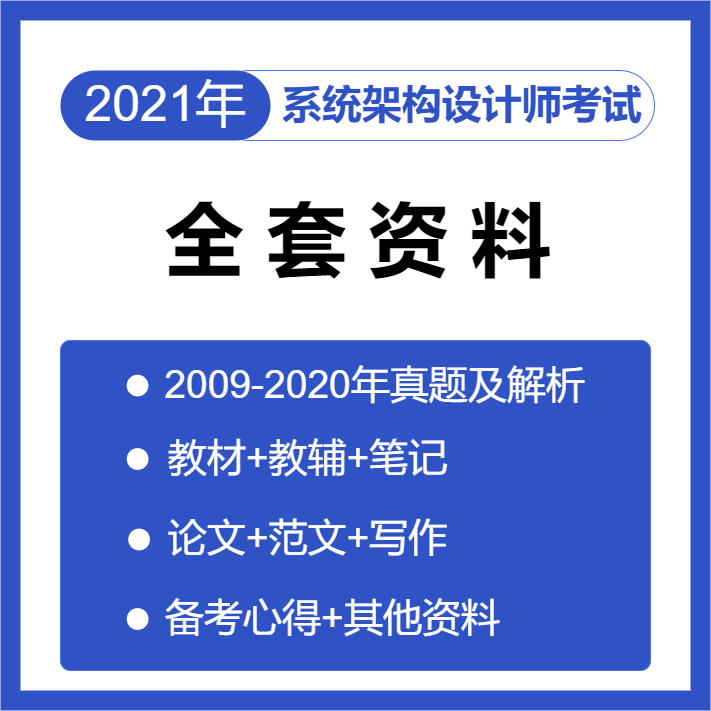 2021年 系统架构设计师考试
全套资料
● 2009-2020年真题及解析
● 教材+教辅+笔记
● 论文+范文+写作
● 备考心得+其他资料